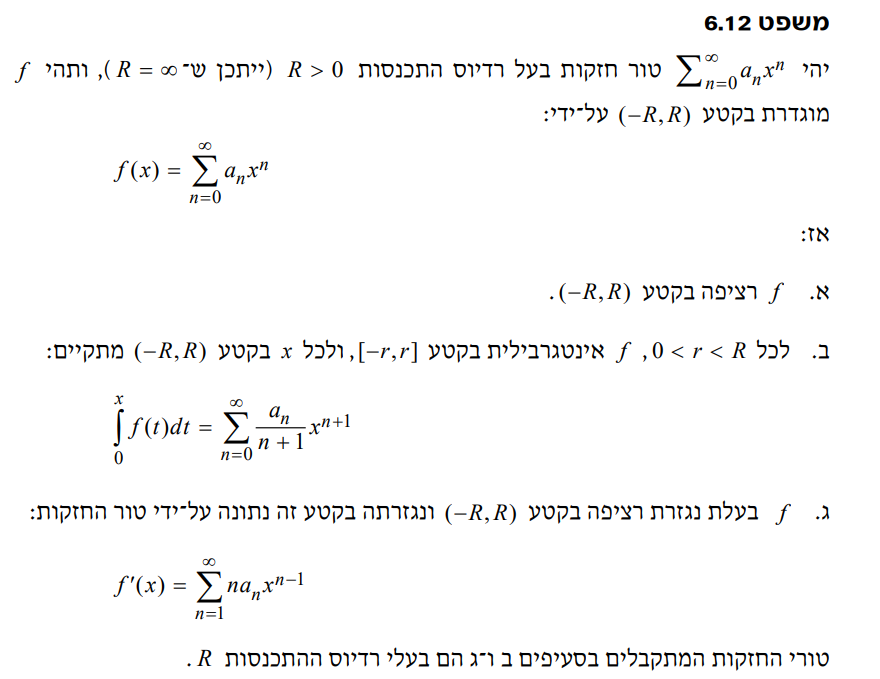 משפט 6.12
יהי $\sum_{n=0}^{\infty} a_n x^n$ טור חזקות בעל רדיוס התכנסות $R > 0$ (ייתכן ש־$R = \infty$), ותהי $f$
מוגדרת בקטע $(-R, R)$ על־ידי:
$f(x) = \sum_{n=0}^{\infty} a_n x^n$
אז:
א. $f$ רציפה בקטע $(-R, R)$.
ב. לכל $0 < r < R$, $f$ אינטגרבילית בקטע $[-r, r]$, ולכל $x$ בקטע $(-R, R)$ מתקיים:
$\int_0^x f(t)dt = \sum_{n=0}^{\infty} \frac{a_n}{n+1} x^{n+1}$
ג. $f$ בעלת נגזרת רציפה בקטע $(-R, R)$ ונגזרתה בקטע זה נתונה על־ידי טור החזקות:
$f'(x) = \sum_{n=1}^{\infty} n a_n x^{n-1}$
טורי החזקות המתקבלים בסעיפים ב ו־ג הם בעלי רדיוס ההתכנסות $R$.